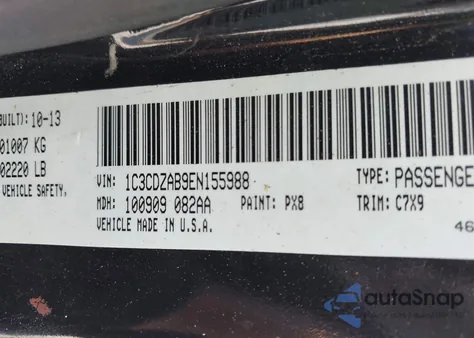 BUILT): 10-13
01007 KG
02220 LB
VEHICLE SAFETY.
VIN: 1C3CDZAB9EN155988 TYPE: PASSENGE
MDH: 100909 082AA PAINT: PX8 TRIM: C7X9
VEHICLE MADE IN U.S.A.
46
autoSnap